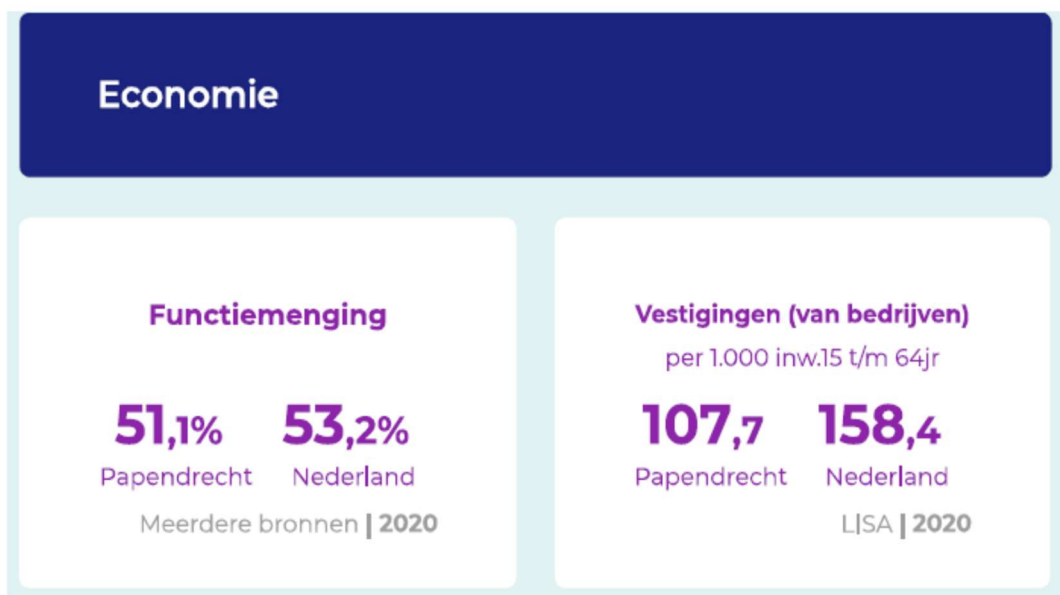 Economie
Functiemenging
51,1% 53,2%
Papendrecht Nederland
Meerdere bronnen | 2020
Vestigingen (van bedrijven)
per 1.000 inw.15 t/m 64jr
107,7 158,4
Papendrecht Nederland
LISA | 2020